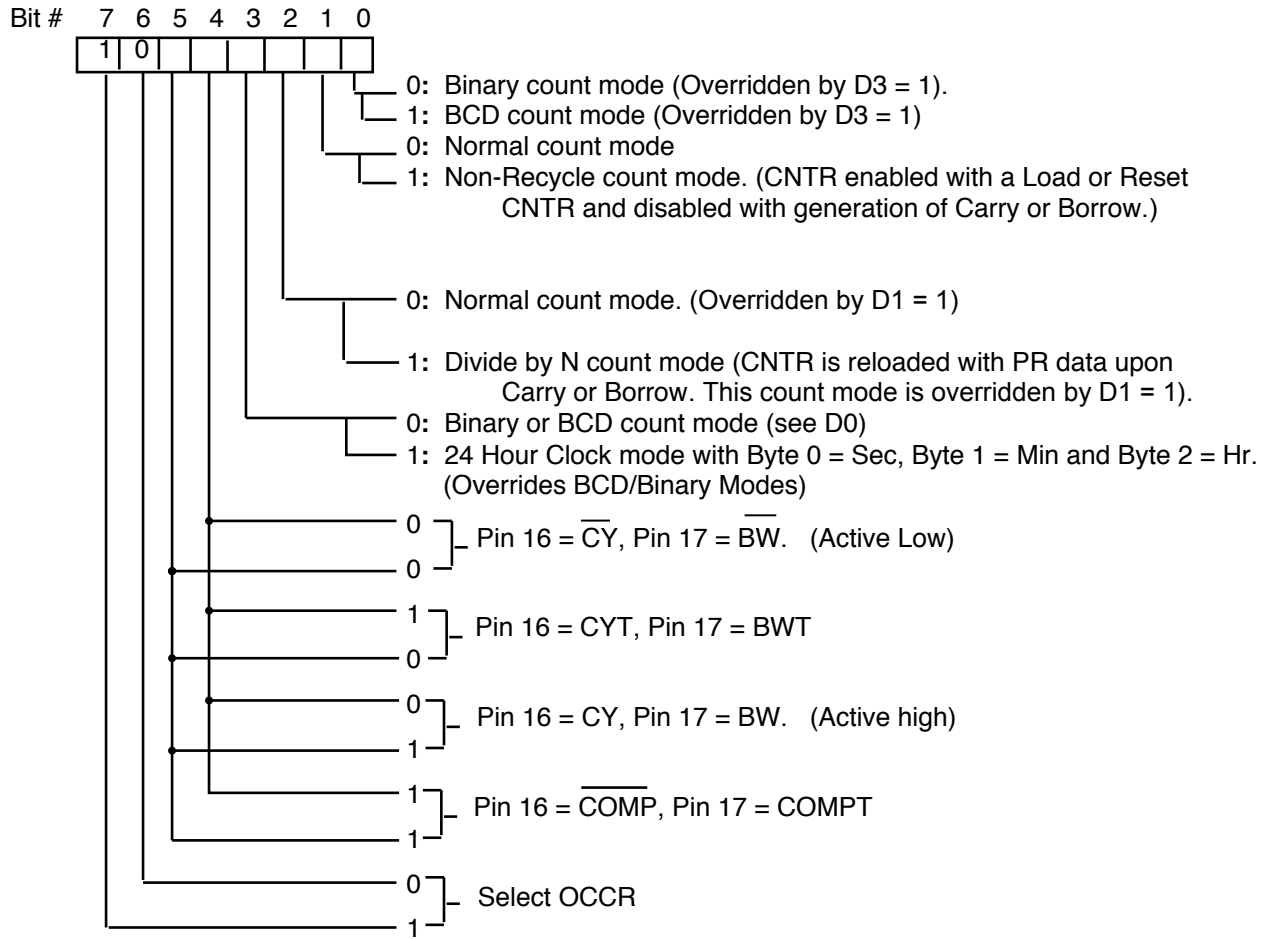 Bit # 7 6 5 4 3 2 1 0
1 0
0: Binary count mode (Overridden by D3 = 1).
1: BCD count mode (Overridden by D3 = 1)
0: Normal count mode
1: Non-Recycle count mode. (CNTR enabled with a Load or Reset
CNTR and disabled with generation of Carry or Borrow.)
0: Normal count mode. (Overridden by D1 = 1)
1: Divide by N count mode (CNTR is reloaded with PR data upon
Carry or Borrow. This count mode is overridden by D1 = 1).
0: Binary or BCD count mode (see D0)
1: 24 Hour Clock mode with Byte 0 = Sec, Byte 1 = Min and Byte 2 = Hr.
(Overrides BCD/Binary Modes)
0
Pin 16 = C̅Y̅, Pin 17 = B̅W̅. (Active Low)
0
1
Pin 16 = CYT, Pin 17 = BWT
0
0
Pin 16 = CY, Pin 17 = BW. (Active high)
1
1
Pin 16 = C̅O̅M̅P̅, Pin 17 = COMPT
1
0
Select OCCR
1